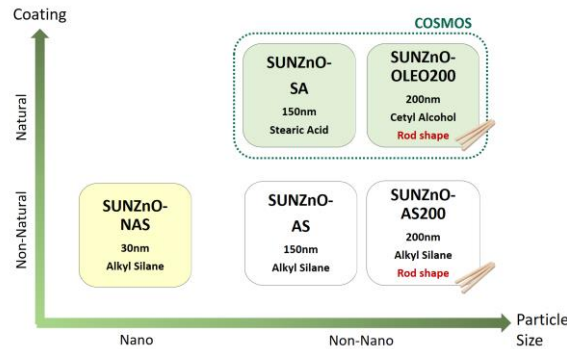 Coating
COSMOS
Natural
SUNZnO-
SA
150nm
Stearic Acid
SUNZnO-
OLEO200
200nm
Cetyl Alcohol
Rod shape
Non-Natural
SUNZnO-
NAS
30nm
Alkyl Silane
SUNZnO-
AS
150nm
Alkyl Silane
SUNZnO-
AS200
200nm
Alkyl Silane
Rod shape
Nano
Non-Nano
Particle
Size